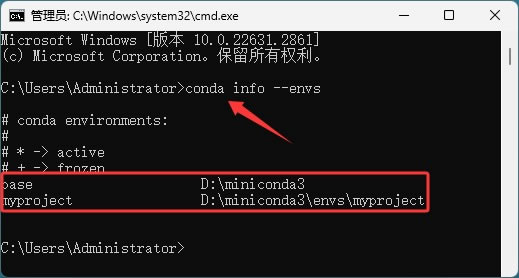 管理员: C:\Windows\system32\cmd.exe
Microsoft Windows [版本 10.0.22631.2861]
(c) Microsoft Corporation。保留所有权利。
C:\Users\Administrator>conda info --envs
# conda environments:
#
# * -> active
# + -> frozen
base D:\miniconda3
myproject D:\miniconda3\envs\myproject
C:\Users\Administrator>